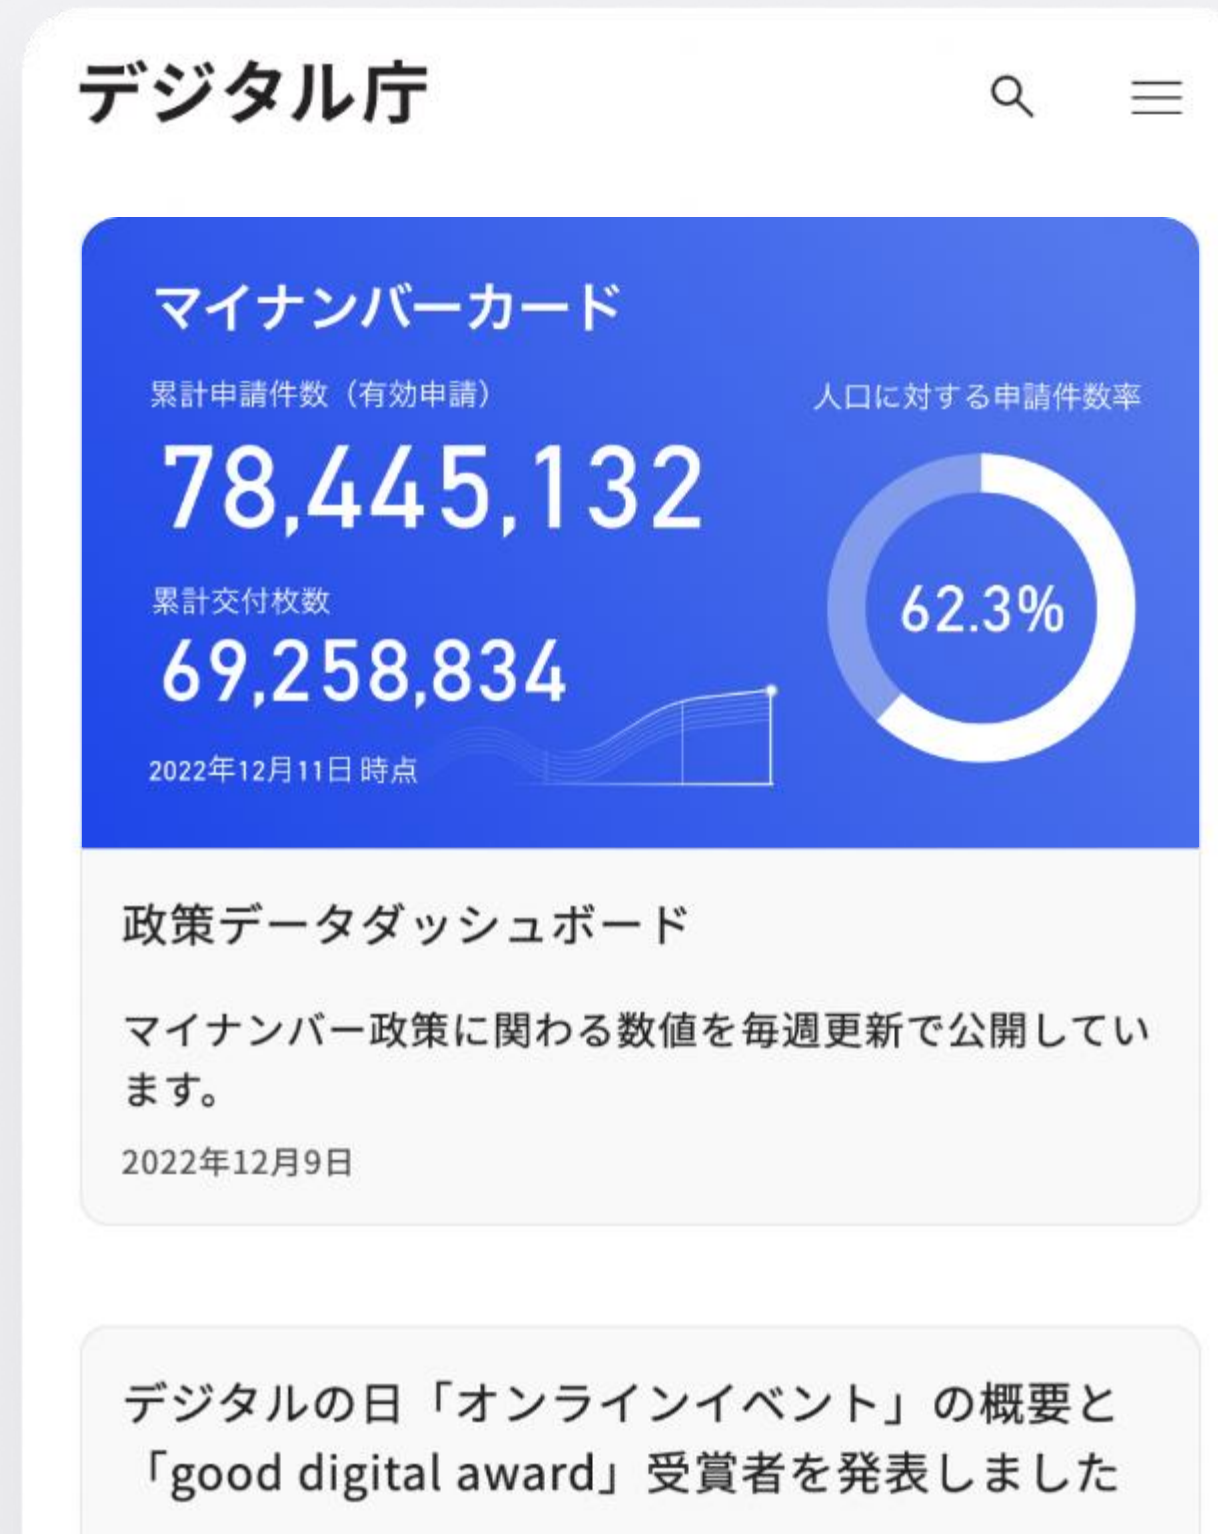 デジタル庁
マイナンバーカード
累計申請件数（有効申請）
78,445,132
累計交付枚数
69,258,834
2022年12月11日 時点
人口に対する申請件数率
62.3%
政策データダッシュボード
マイナンバー政策に関わる数値を毎週更新で公開してい
ます。
2022年12月9日
デジタルの日「オンラインイベント」の概要と
「good digital award」受賞者を発表しました